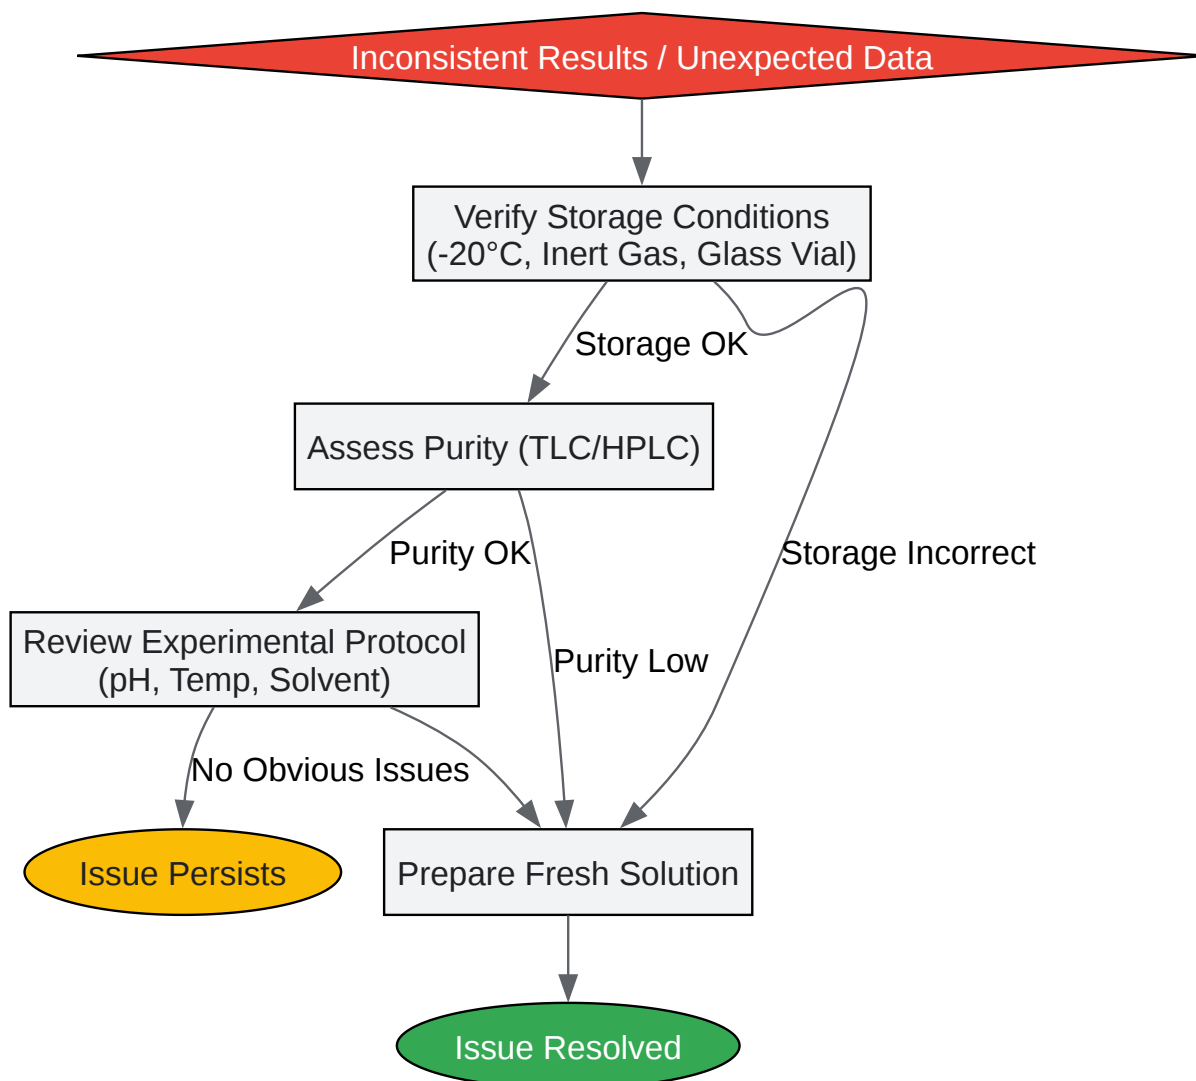 Inconsistent Results / Unexpected Data
Verify Storage Conditions
(-20°C, Inert Gas, Glass Vial)
Storage OK
Assess Purity (TLC/HPLC)
Purity OK
Storage Incorrect
Review Experimental Protocol
(pH, Temp, Solvent)
Purity Low
No Obvious Issues
Issue Persists
Prepare Fresh Solution
Issue Resolved